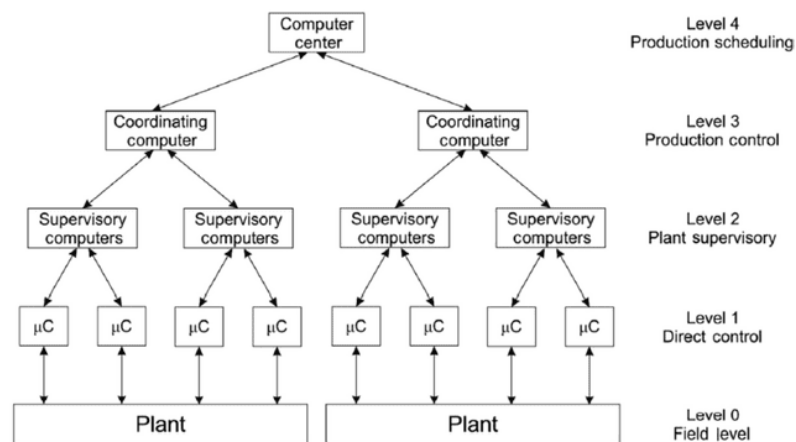 Computer
center
Level 4
Production scheduling
Coordinating
computer
Coordinating
computer
Level 3
Production control
Supervisory
computers
Supervisory
computers
Supervisory
computers
Supervisory
computers
Level 2
Plant supervisory
μC
μC
μC
μC
μC
μC
μC
μC
Level 1
Direct control
Plant
Plant
Level 0
Field level